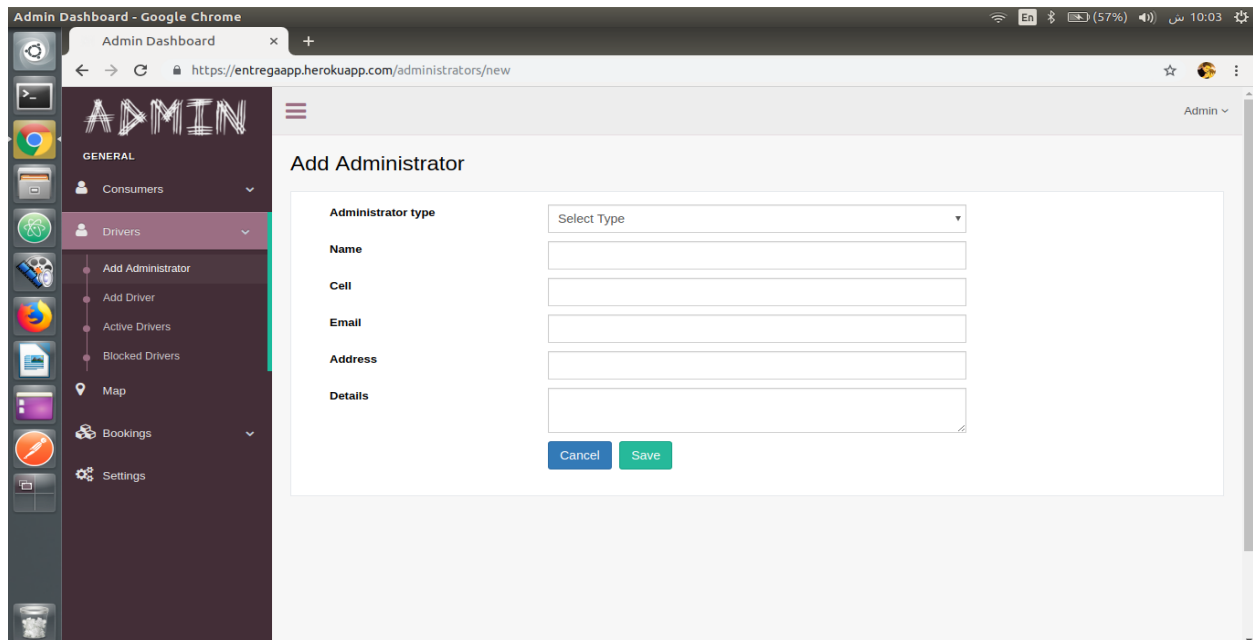 Admin Dashboard - Google Chrome
En (57%) 10:03 ش
Admin Dashboard × +
https://entregaapp.herokuapp.com/administrators/new
ADMIN
Admin
GENERAL
Consumers
Drivers
Add Administrator
Add Driver
Active Drivers
Blocked Drivers
Map
Bookings
Settings
Add Administrator
Administrator type
Select Type
Name
Cell
Email
Address
Details
Cancel Save